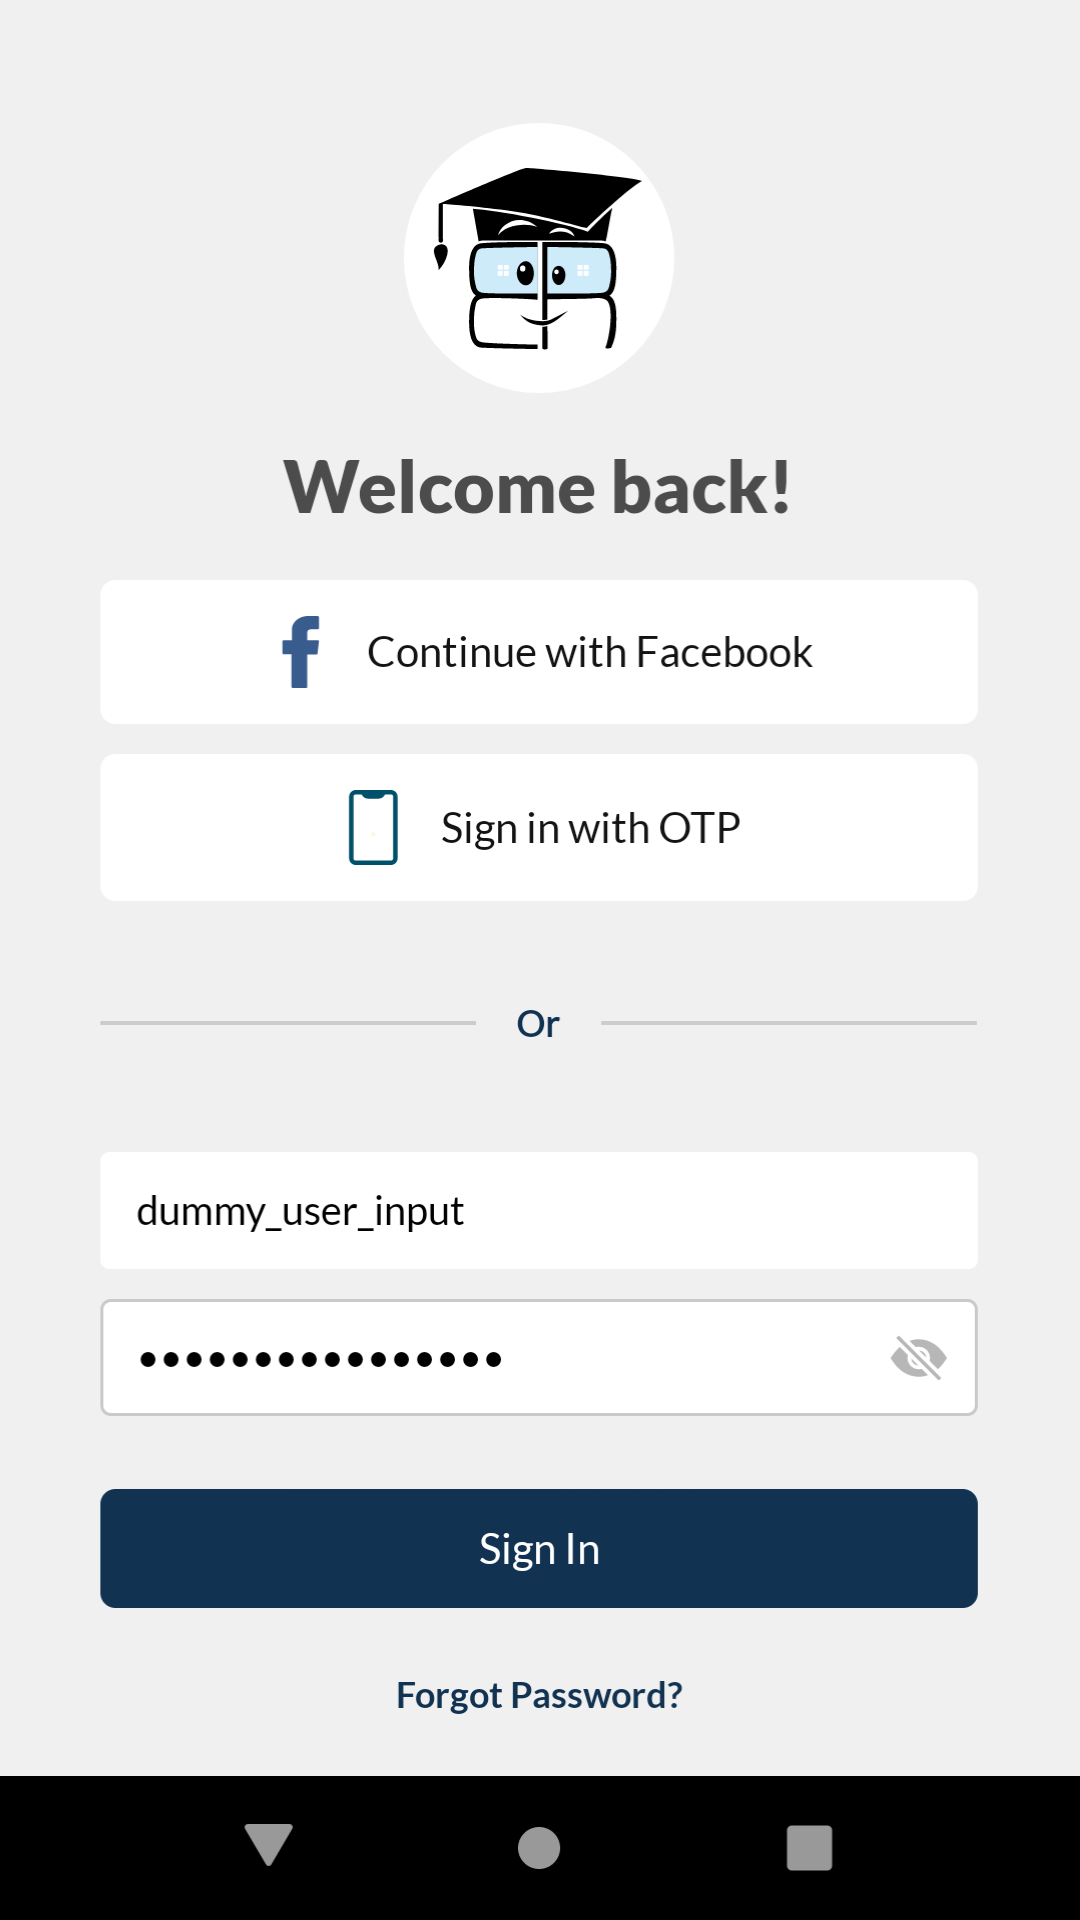 Welcome back!
Continue with Facebook
Sign in with OTP
Or
dummy_user_input
••••••••••••••••
Sign In
Forgot Password?